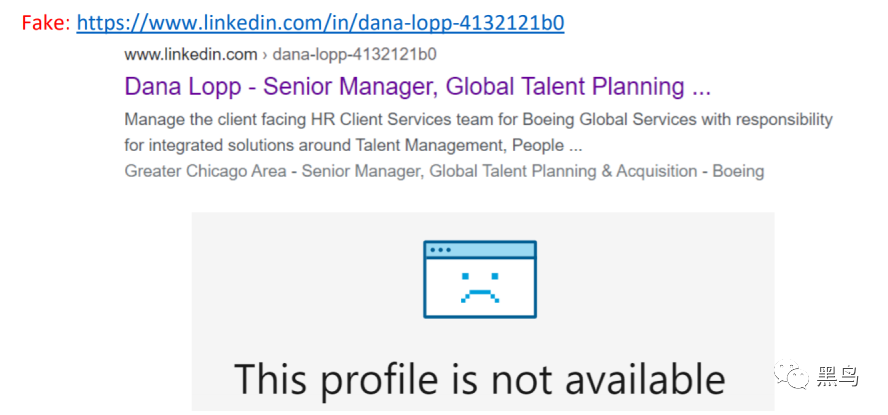 Fake: https://www.linkedin.com/in/dana-lopp-4132121b0
www.linkedin.com › dana-lopp-4132121b0
Dana Lopp - Senior Manager, Global Talent Planning ...
Manage the client facing HR Client Services team for Boeing Global Services with responsibility
for integrated solutions around Talent Management, People ...
Greater Chicago Area - Senior Manager, Global Talent Planning & Acquisition - Boeing
This profile is not available
黑鸟